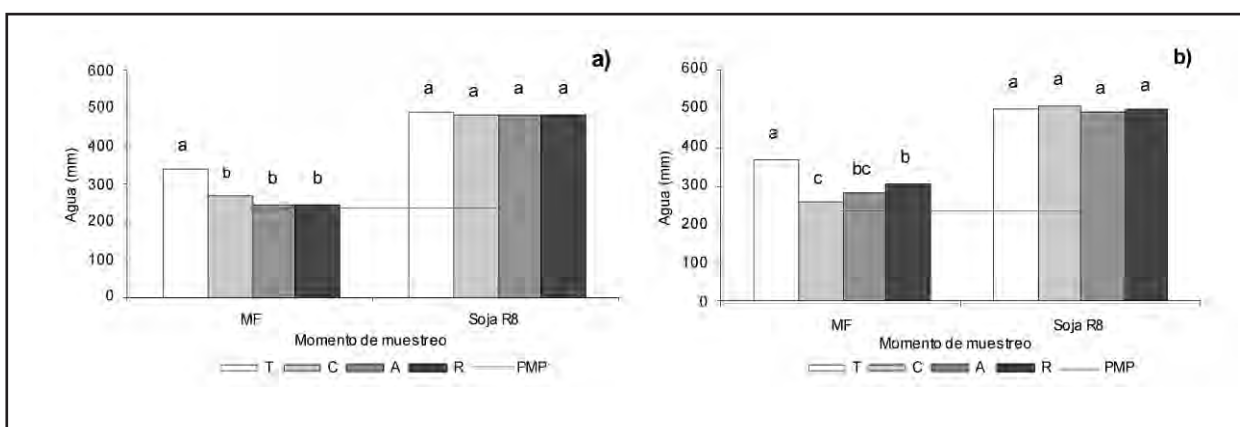 a)
600
500
400
300
200
100
0
Agua (mm)
a
b
b
b
a
a
a
a
MF
Soja R8
Momento de muestreo
T C A R PMP
b)
600
500
400
300
200
100
0
Agua (mm)
a
c
bc
b
a
a
a
a
MF
Soja R8
Momento de muestreo
T C A R PMP